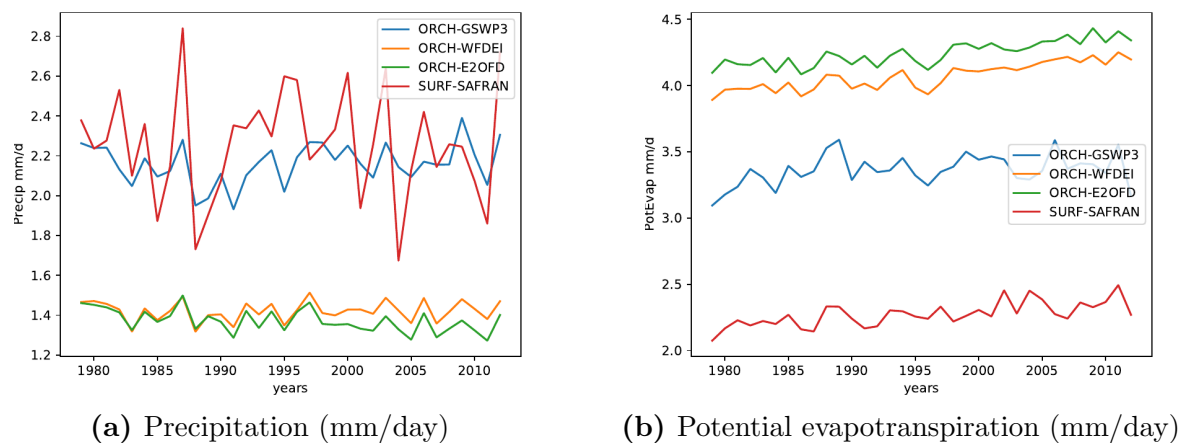 2.8
2.6
2.4
2.2
2.0
1.8
1.6
1.4
1.2
Precip mm/d
ORCH-GSWP3
ORCH-WFDEI
ORCH-E2OFD
SURF-SAFRAN
1980 1985 1990 1995 2000 2005 2010
years
(a) Precipitation (mm/day)
4.5
4.0
3.5
3.0
2.5
2.0
PotEvap mm/d
ORCH-GSWP3
ORCH-WFDEI
ORCH-E2OFD
SURF-SAFRAN
1980 1985 1990 1995 2000 2005 2010
years
(b) Potential evapotranspiration (mm/day)